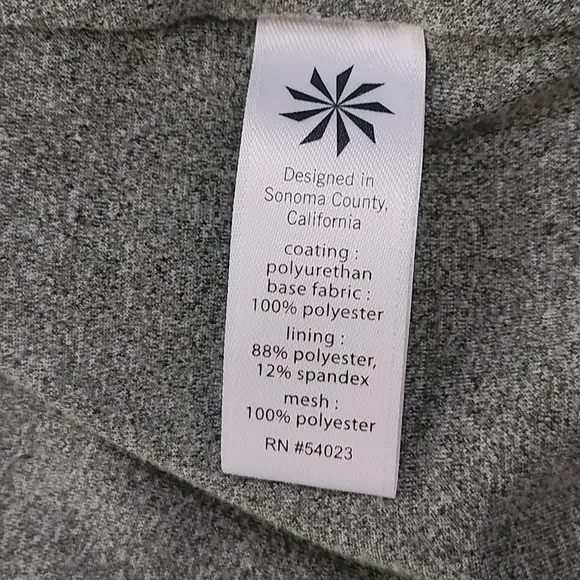 Designed in
Sonoma County,
California
coating :
polyurethan
base fabric :
100% polyester
lining :
88% polyester,
12% spandex
mesh :
100% polyester
RN #54023